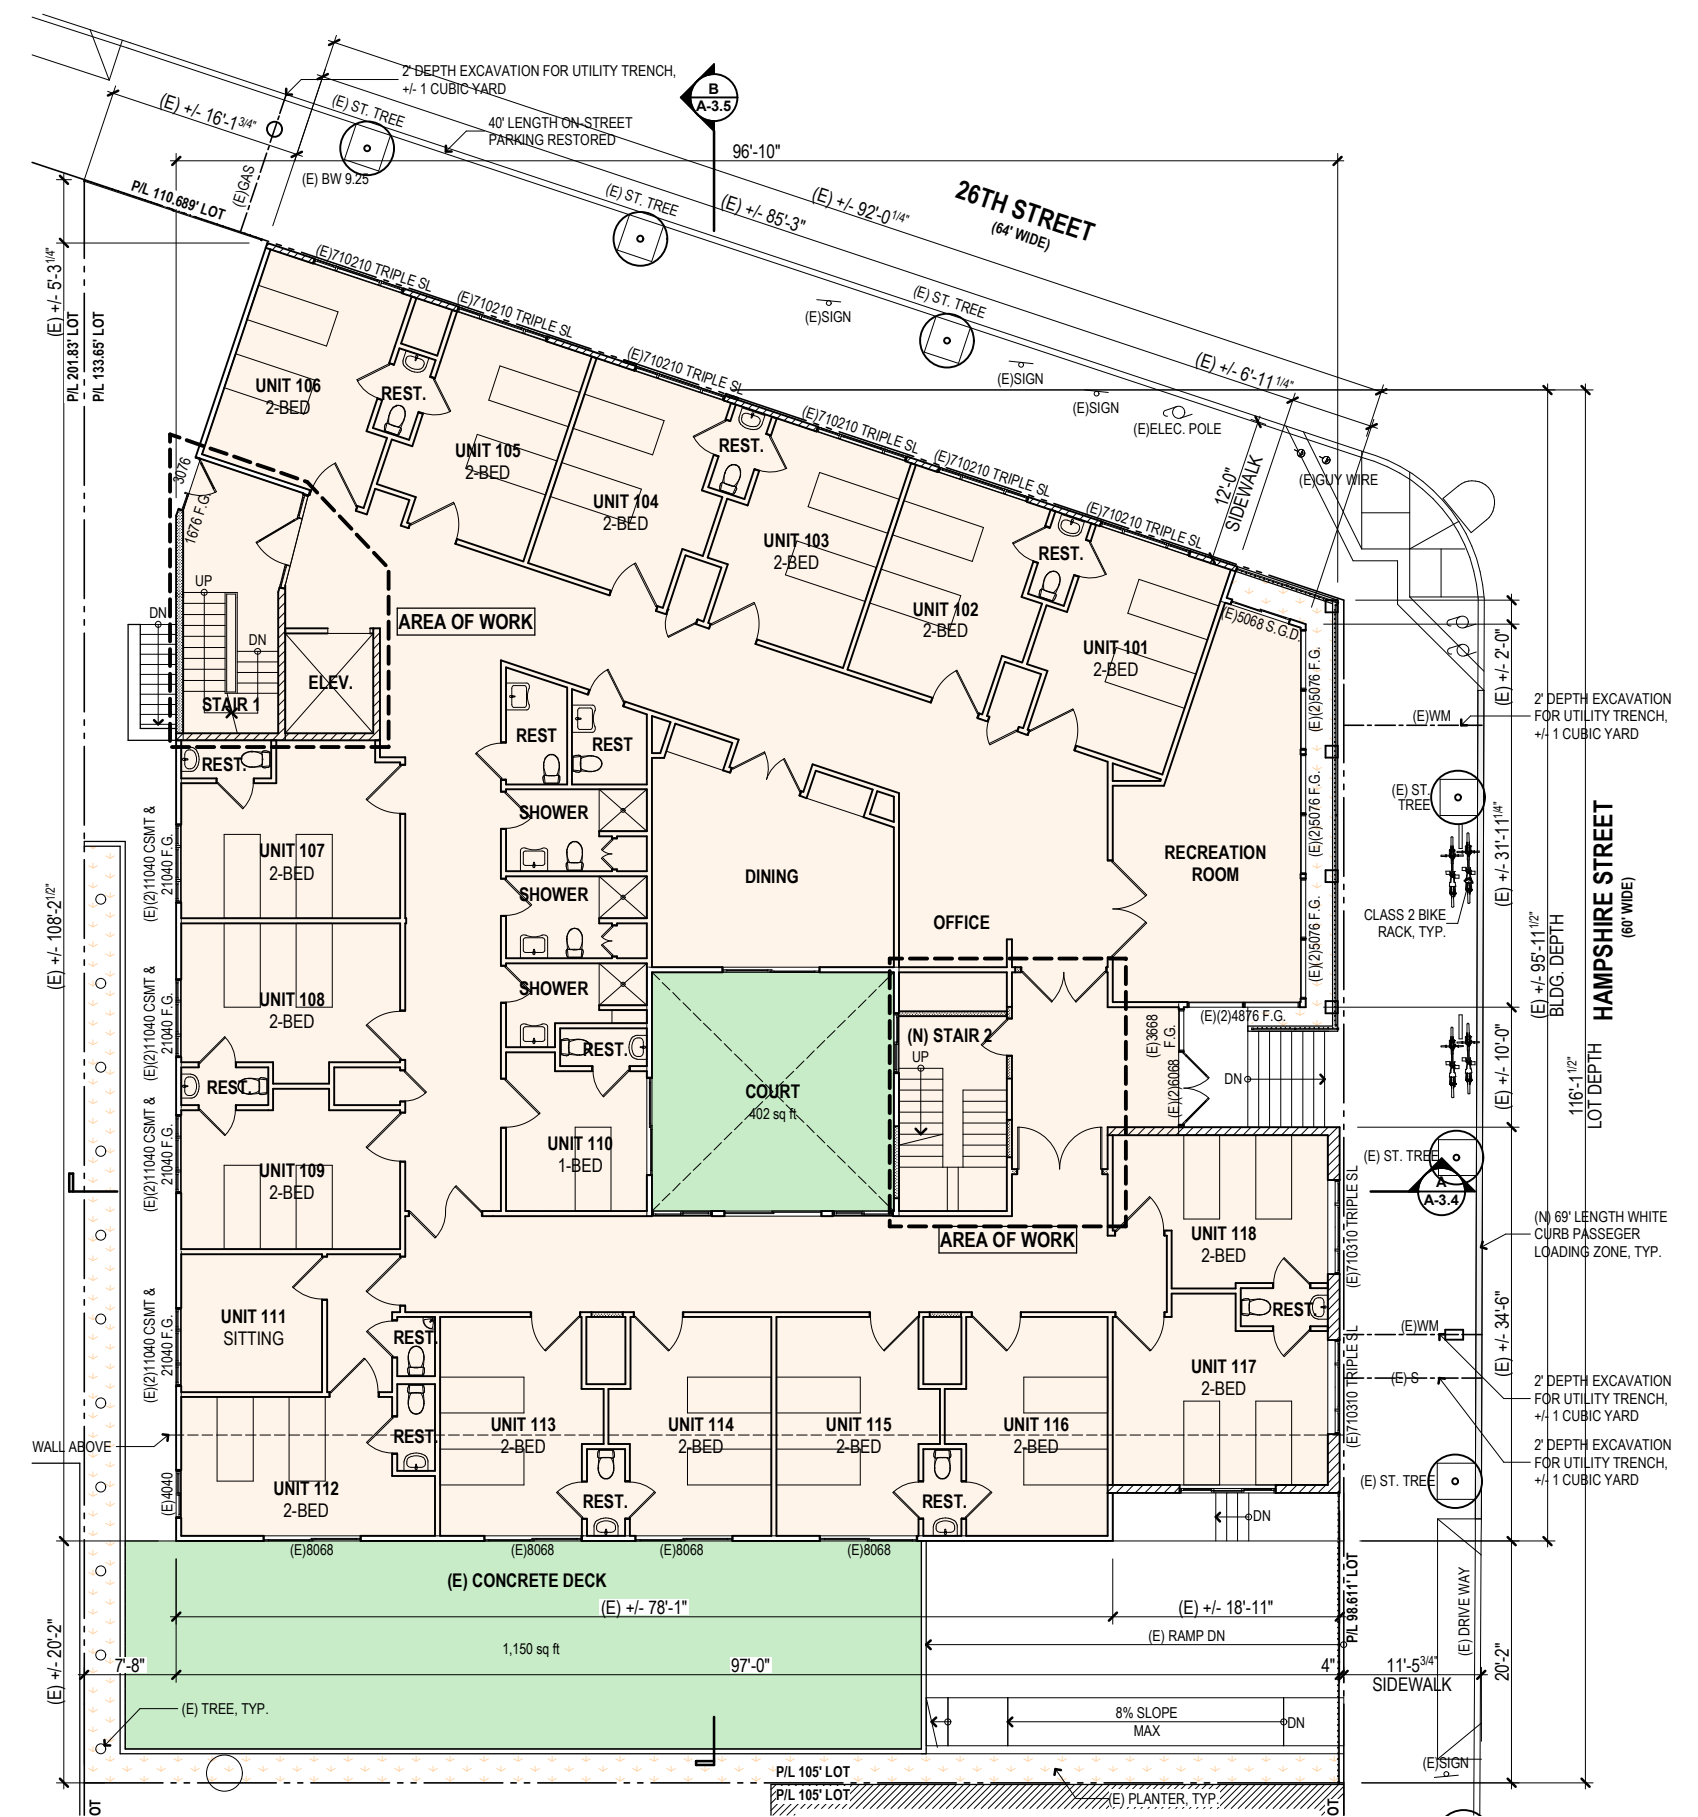 2' DEPTH EXCAVATION FOR UTILITY TRENCH,
+/- 1 CUBIC YARD
B
A-3.5
(E) +/- 16'-1 3/4"
(E) ST. TREE
40' LENGTH ON-STREET
PARKING RESTORED
96'-10"
(E)GAS
(E) BW 9.25
P/L 110.689' LOT
(E) ST. TREE
(E) +/- 85'-3"
(E) +/- 92'-0 1/4"
26TH STREET
(64' WIDE)
(E) +/- 5'-3 1/4"
P/L 201.83' LOT
P/L 133.65' LOT
(E)710210 TRIPLE SL
(E)710210 TRIPLE SL
(E)710210 TRIPLE SL
(E)710210 TRIPLE SL
(E)710210 TRIPLE SL
(E)710210 TRIPLE SL
(E)SIGN
(E) ST. TREE
(E)SIGN
(E)SIGN
(E) +/- 6'-11 1/4"
(E)ELEC. POLE
(E)GUY WIRE
12'-0"
SIDEWALK
UNIT 106
2-BED
REST.
UNIT 105
2-BED
UNIT 104
2-BED
REST.
UNIT 103
2-BED
UNIT 102
2-BED
REST.
UNIT 101
2-BED
3076
1676 F.G.
UP
DN
DN
STAIR 1
ELEV.
AREA OF WORK
(E)5068 S.G.D.
(E)(2)5076 F.G.
(E)(2)5076 F.G.
(E)(2)5076 F.G.
(E) +/- 2'-0"
(E)WM
2' DEPTH EXCAVATION
FOR UTILITY TRENCH,
+/- 1 CUBIC YARD
REST.
REST
REST
SHOWER
SHOWER
SHOWER
REST.
UNIT 107
2-BED
(E)(2)11040 CSMT &
21040 F.G.
DINING
OFFICE
RECREATION
ROOM
(E) ST.
TREE
CLASS 2 BIKE
RACK, TYP.
(E) +/- 31'-11 1/4"
(E) +/- 95'-11 1/2"
BLDG. DEPTH
HAMPSHIRE STREET
(60' WIDE)
(E) +/- 108'-2 1/2"
UNIT 108
2-BED
(E)(2)11040 CSMT &
21040 F.G.
REST.
UNIT 109
2-BED
(E)(2)11040 CSMT &
21040 F.G.
UNIT 110
1-BED
COURT
402 sq ft
(N) STAIR 2
UP
(E)(2)4876 F.G.
(E)3668
F.G.
(E)(2)6068
DN
(E) +/- 10'-0"
116'-1 1/2"
LOT DEPTH
(E) ST. TREE
A
A-3.4
(N) 69' LENGTH WHITE
CURB PASSEGER
LOADING ZONE, TYP.
AREA OF WORK
UNIT 118
2-BED
(E)710310 TRIPLE SL
REST.
UNIT 117
2-BED
(E)710310 TRIPLE SL
(E) +/- 34'-6"
(E)WM
(E) S
2' DEPTH EXCAVATION
FOR UTILITY TRENCH,
+/- 1 CUBIC YARD
2' DEPTH EXCAVATION
FOR UTILITY TRENCH,
+/- 1 CUBIC YARD
UNIT 111
SITTING
(E)(2)11040 CSMT &
21040 F.G.
REST.
REST.
UNIT 112
2-BED
WALL ABOVE
(E)4040
UNIT 113
2-BED
UNIT 114
2-BED
UNIT 115
2-BED
UNIT 116
2-BED
REST.
REST.
(E) ST. TREE
DN
(E)8068
(E)8068
(E)8068
(E)8068
(E) CONCRETE DECK
(E) +/- 78'-1"
(E) +/- 18'-11"
(E) RAMP DN
P/L 98.611' LOT
(E) DRIVEWAY
1,150 sq ft
(E) +/- 20'-2"
7'-8"
97'-0"
4"
11'-5 3/4"
SIDEWALK
20'-2"
(E) TREE, TYP.
8% SLOPE
MAX
DN
(E)SIGN
P/L 105' LOT
P/L 105' LOT
(E) PLANTER, TYP.
OT
OT